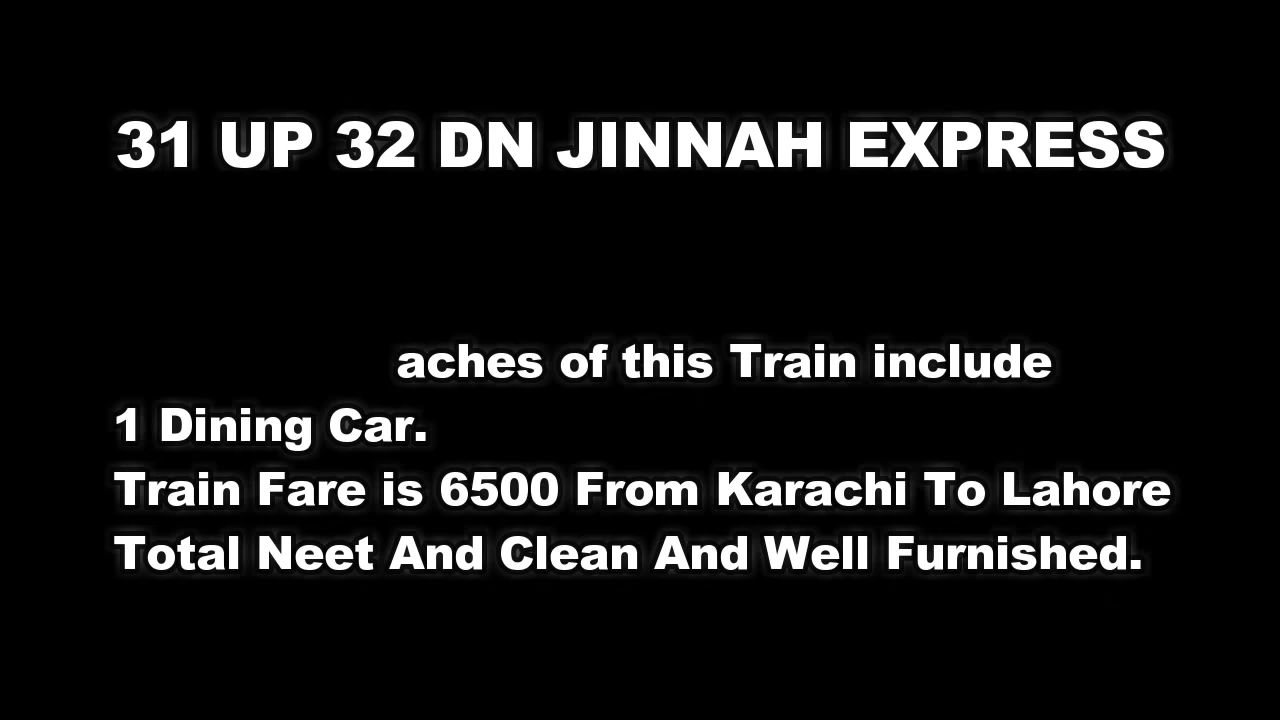 31 UP 32 DN JINNAH EXPRESS
aches of this Train include
1 Dining Car.
Train Fare is 6500 From Karachi To Lahore
Total Neet And Clean And Well Furnished.